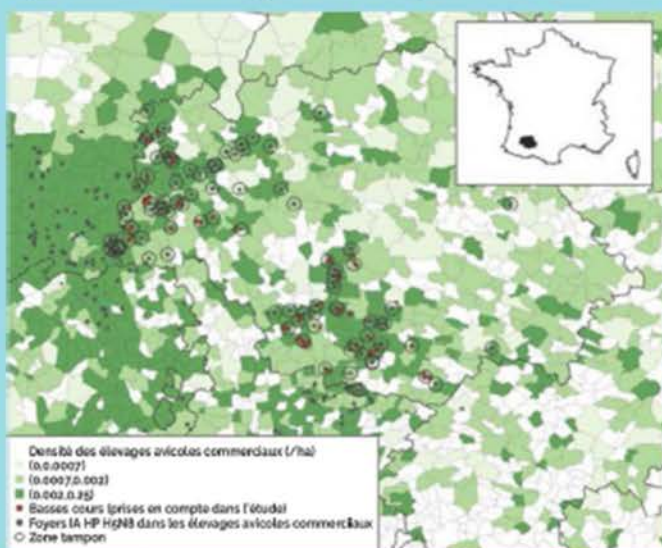 Densité des élevages avicoles commerciaux (/ha)
(0,0.0007)
(0.0007,0.002)
(0.002,0.25)
Basses cours (prises en compte dans l'étude)
Foyers IA HP H5N8 dans les élevages avicoles commerciaux
Zone tampon